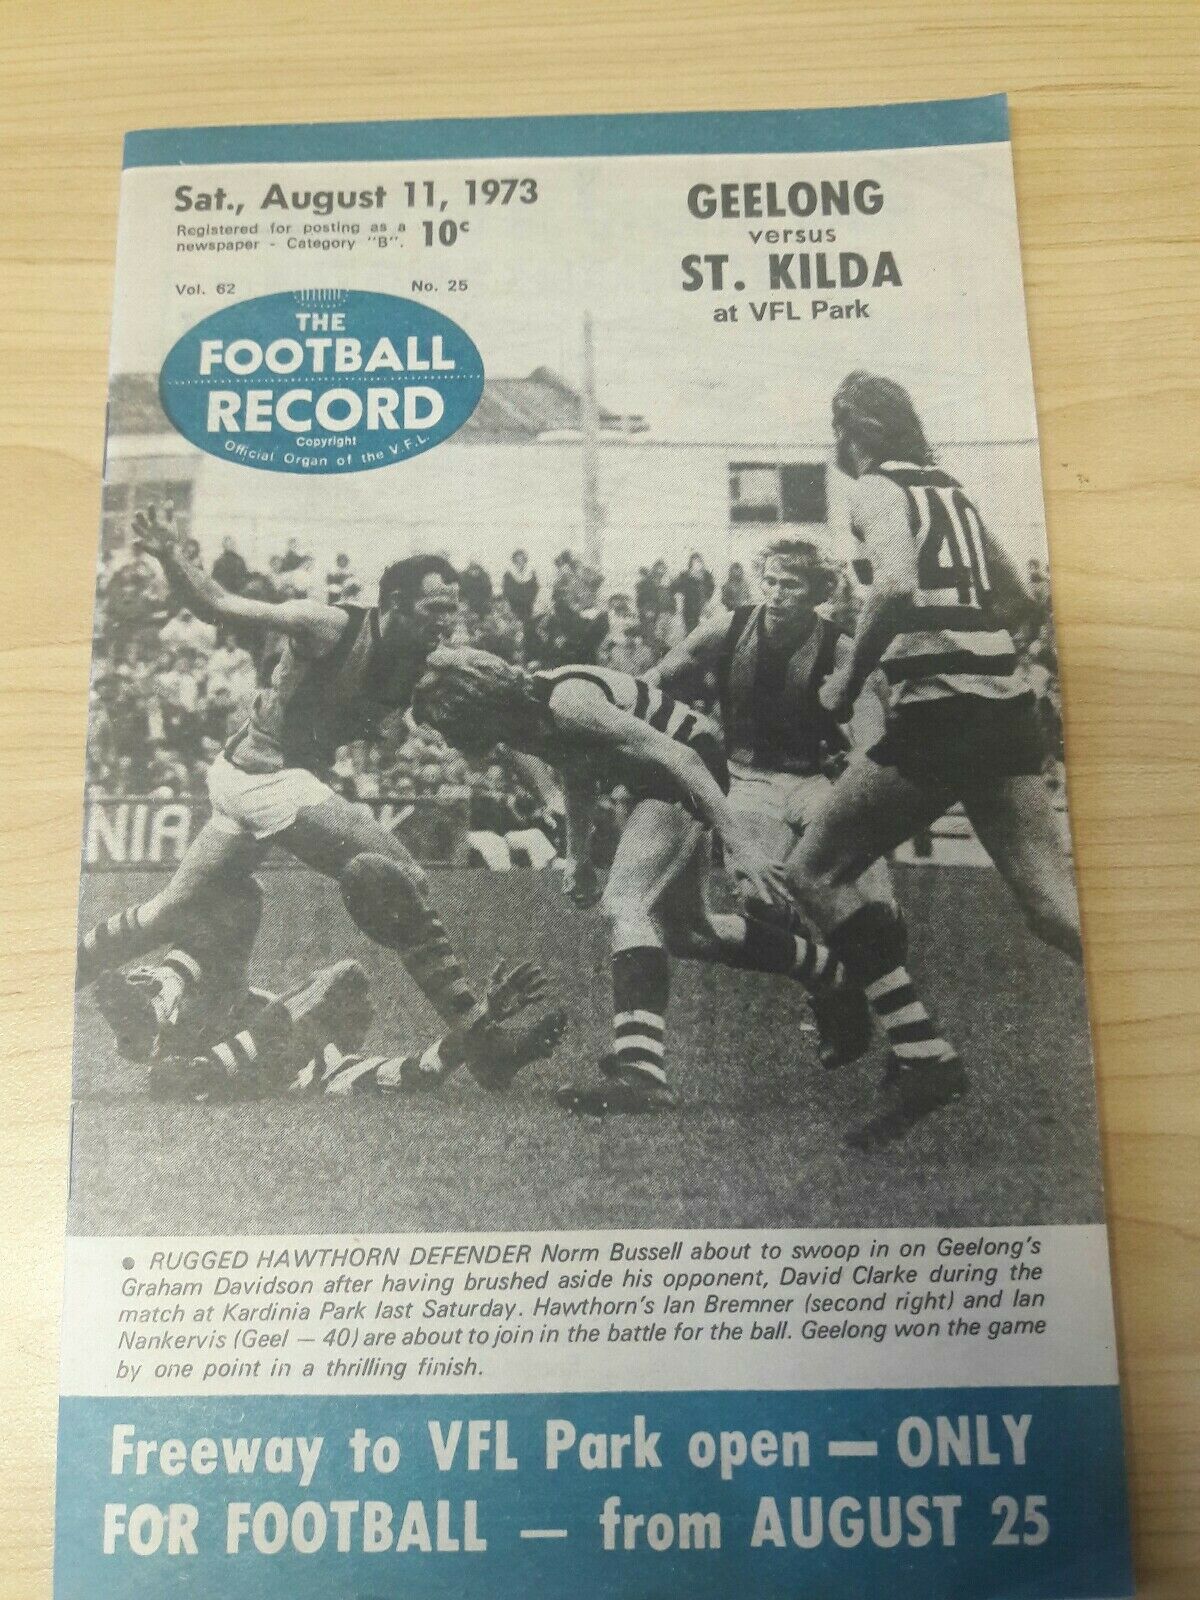 Sat., August 11, 1973
Registered for posting as a
newspaper - Category "B". 10c
Vol. 62 No. 25
GEELONG
versus
ST. KILDA
at VFL Park
THE
FOOTBALL
RECORD
Copyright
Official Organ of the V.F.L.
40
NIA
• RUGGED HAWTHORN DEFENDER Norm Bussell about to swoop in on Geelong's
Graham Davidson after having brushed aside his opponent, David Clarke during the
match at Kardinia Park last Saturday. Hawthorn's Ian Bremner (second right) and Ian
Nankervis (Geel — 40) are about to join in the battle for the ball. Geelong won the game
by one point in a thrilling finish.
Freeway to VFL Park open — ONLY
FOR FOOTBALL — from AUGUST 25